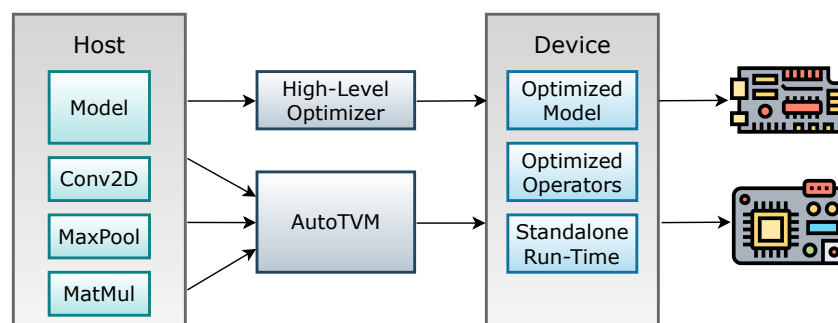 Host
Model
Conv2D
MaxPool
MatMul
High-Level
Optimizer
AutoTVM
Device
Optimized
Model
Optimized
Operators
Standalone
Run-Time